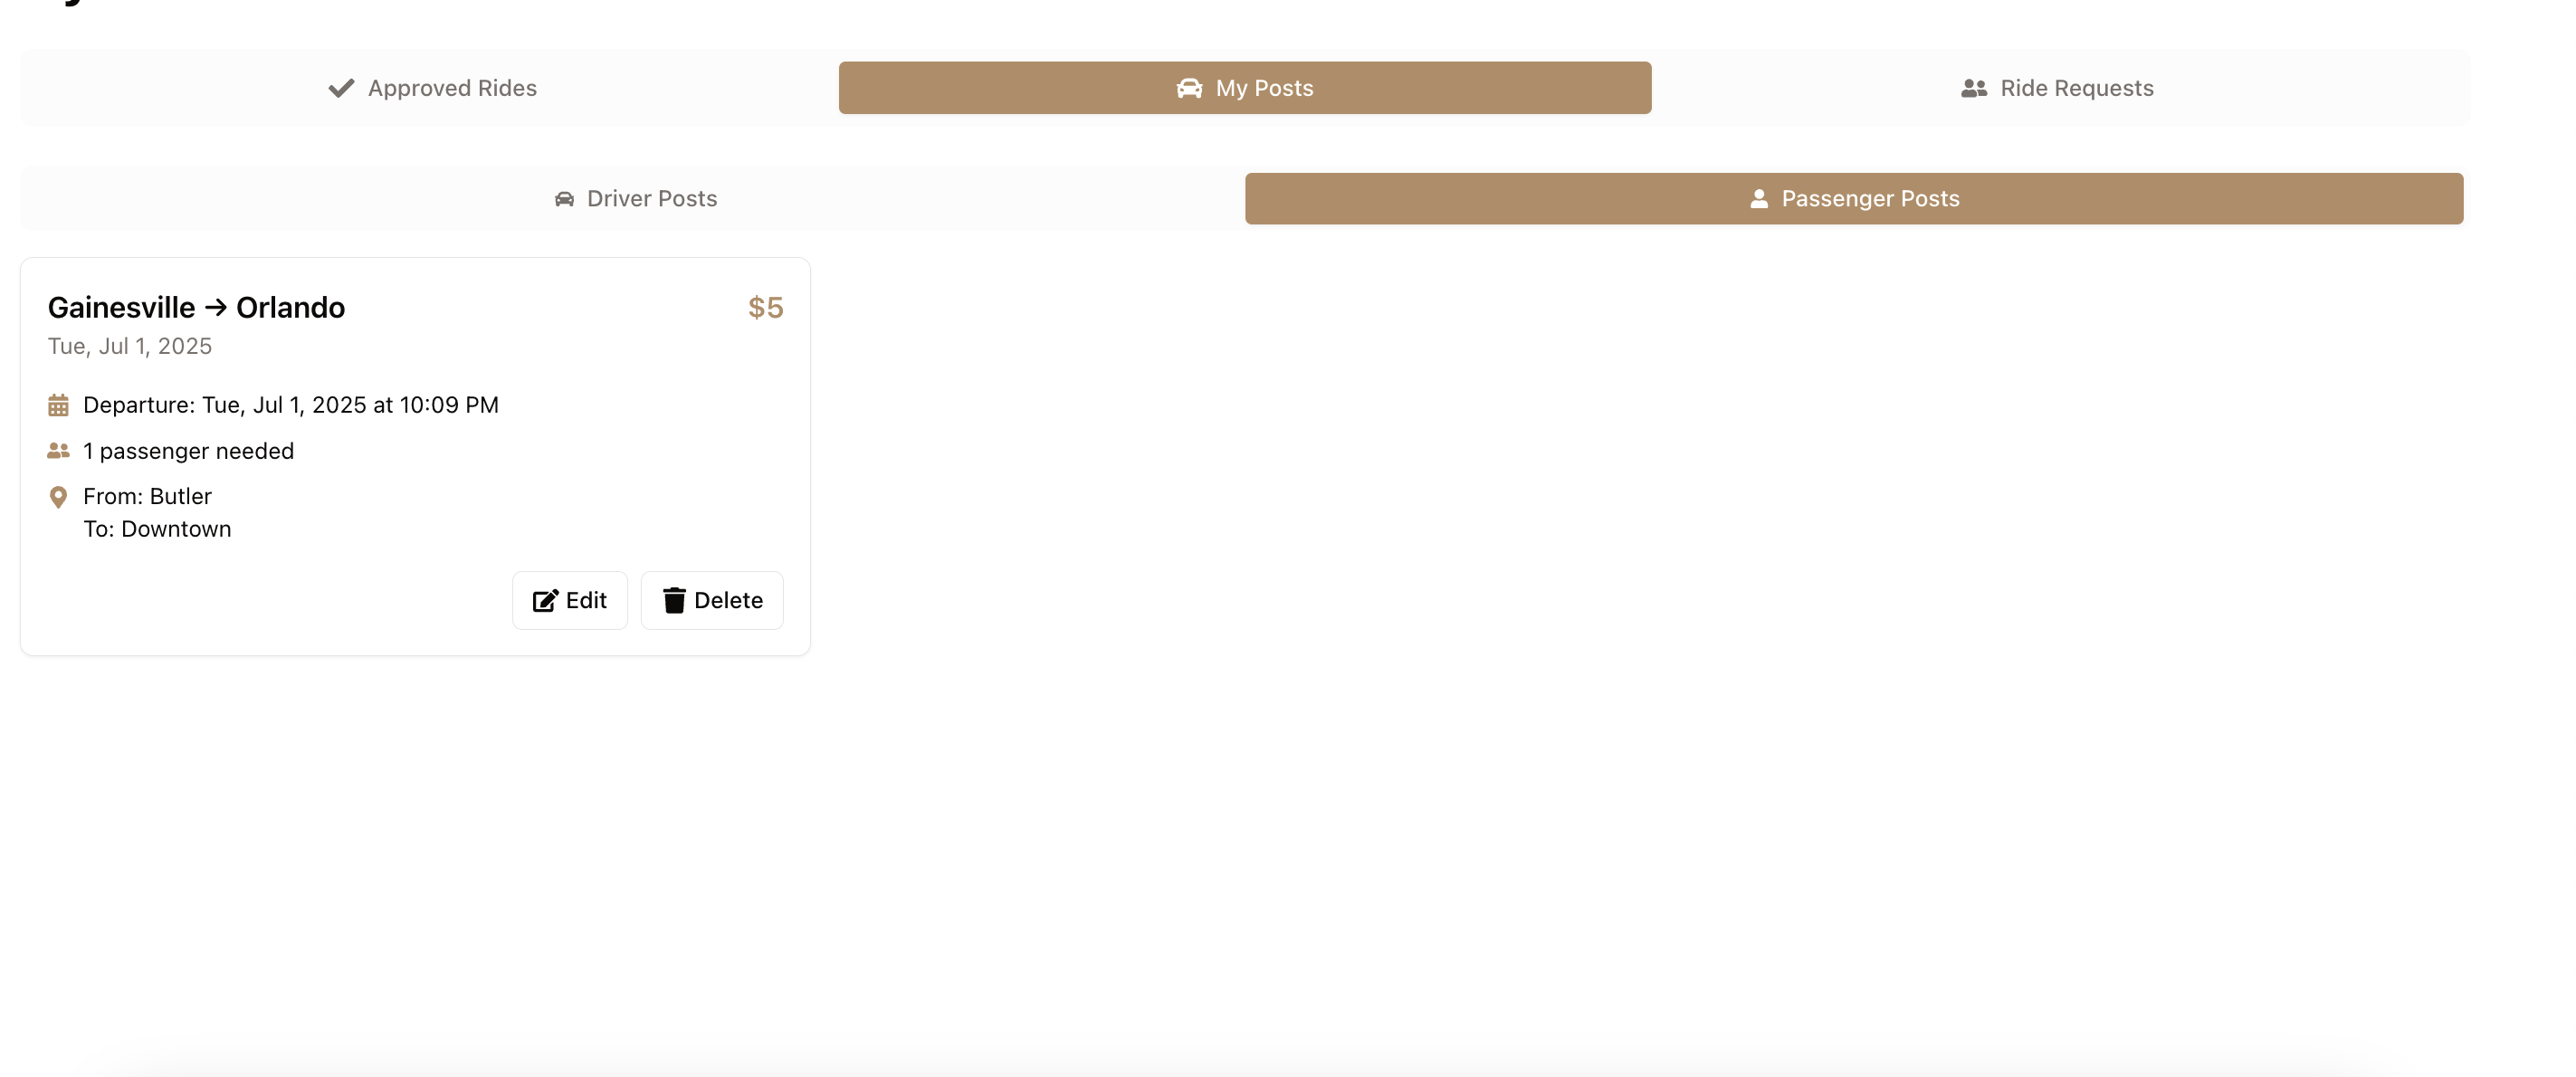 Approved Rides
My Posts
Ride Requests
Driver Posts
Passenger Posts
Gainesville → Orlando
$5
Tue, Jul 1, 2025
Departure: Tue, Jul 1, 2025 at 10:09 PM
1 passenger needed
From: Butler
To: Downtown
Edit
Delete